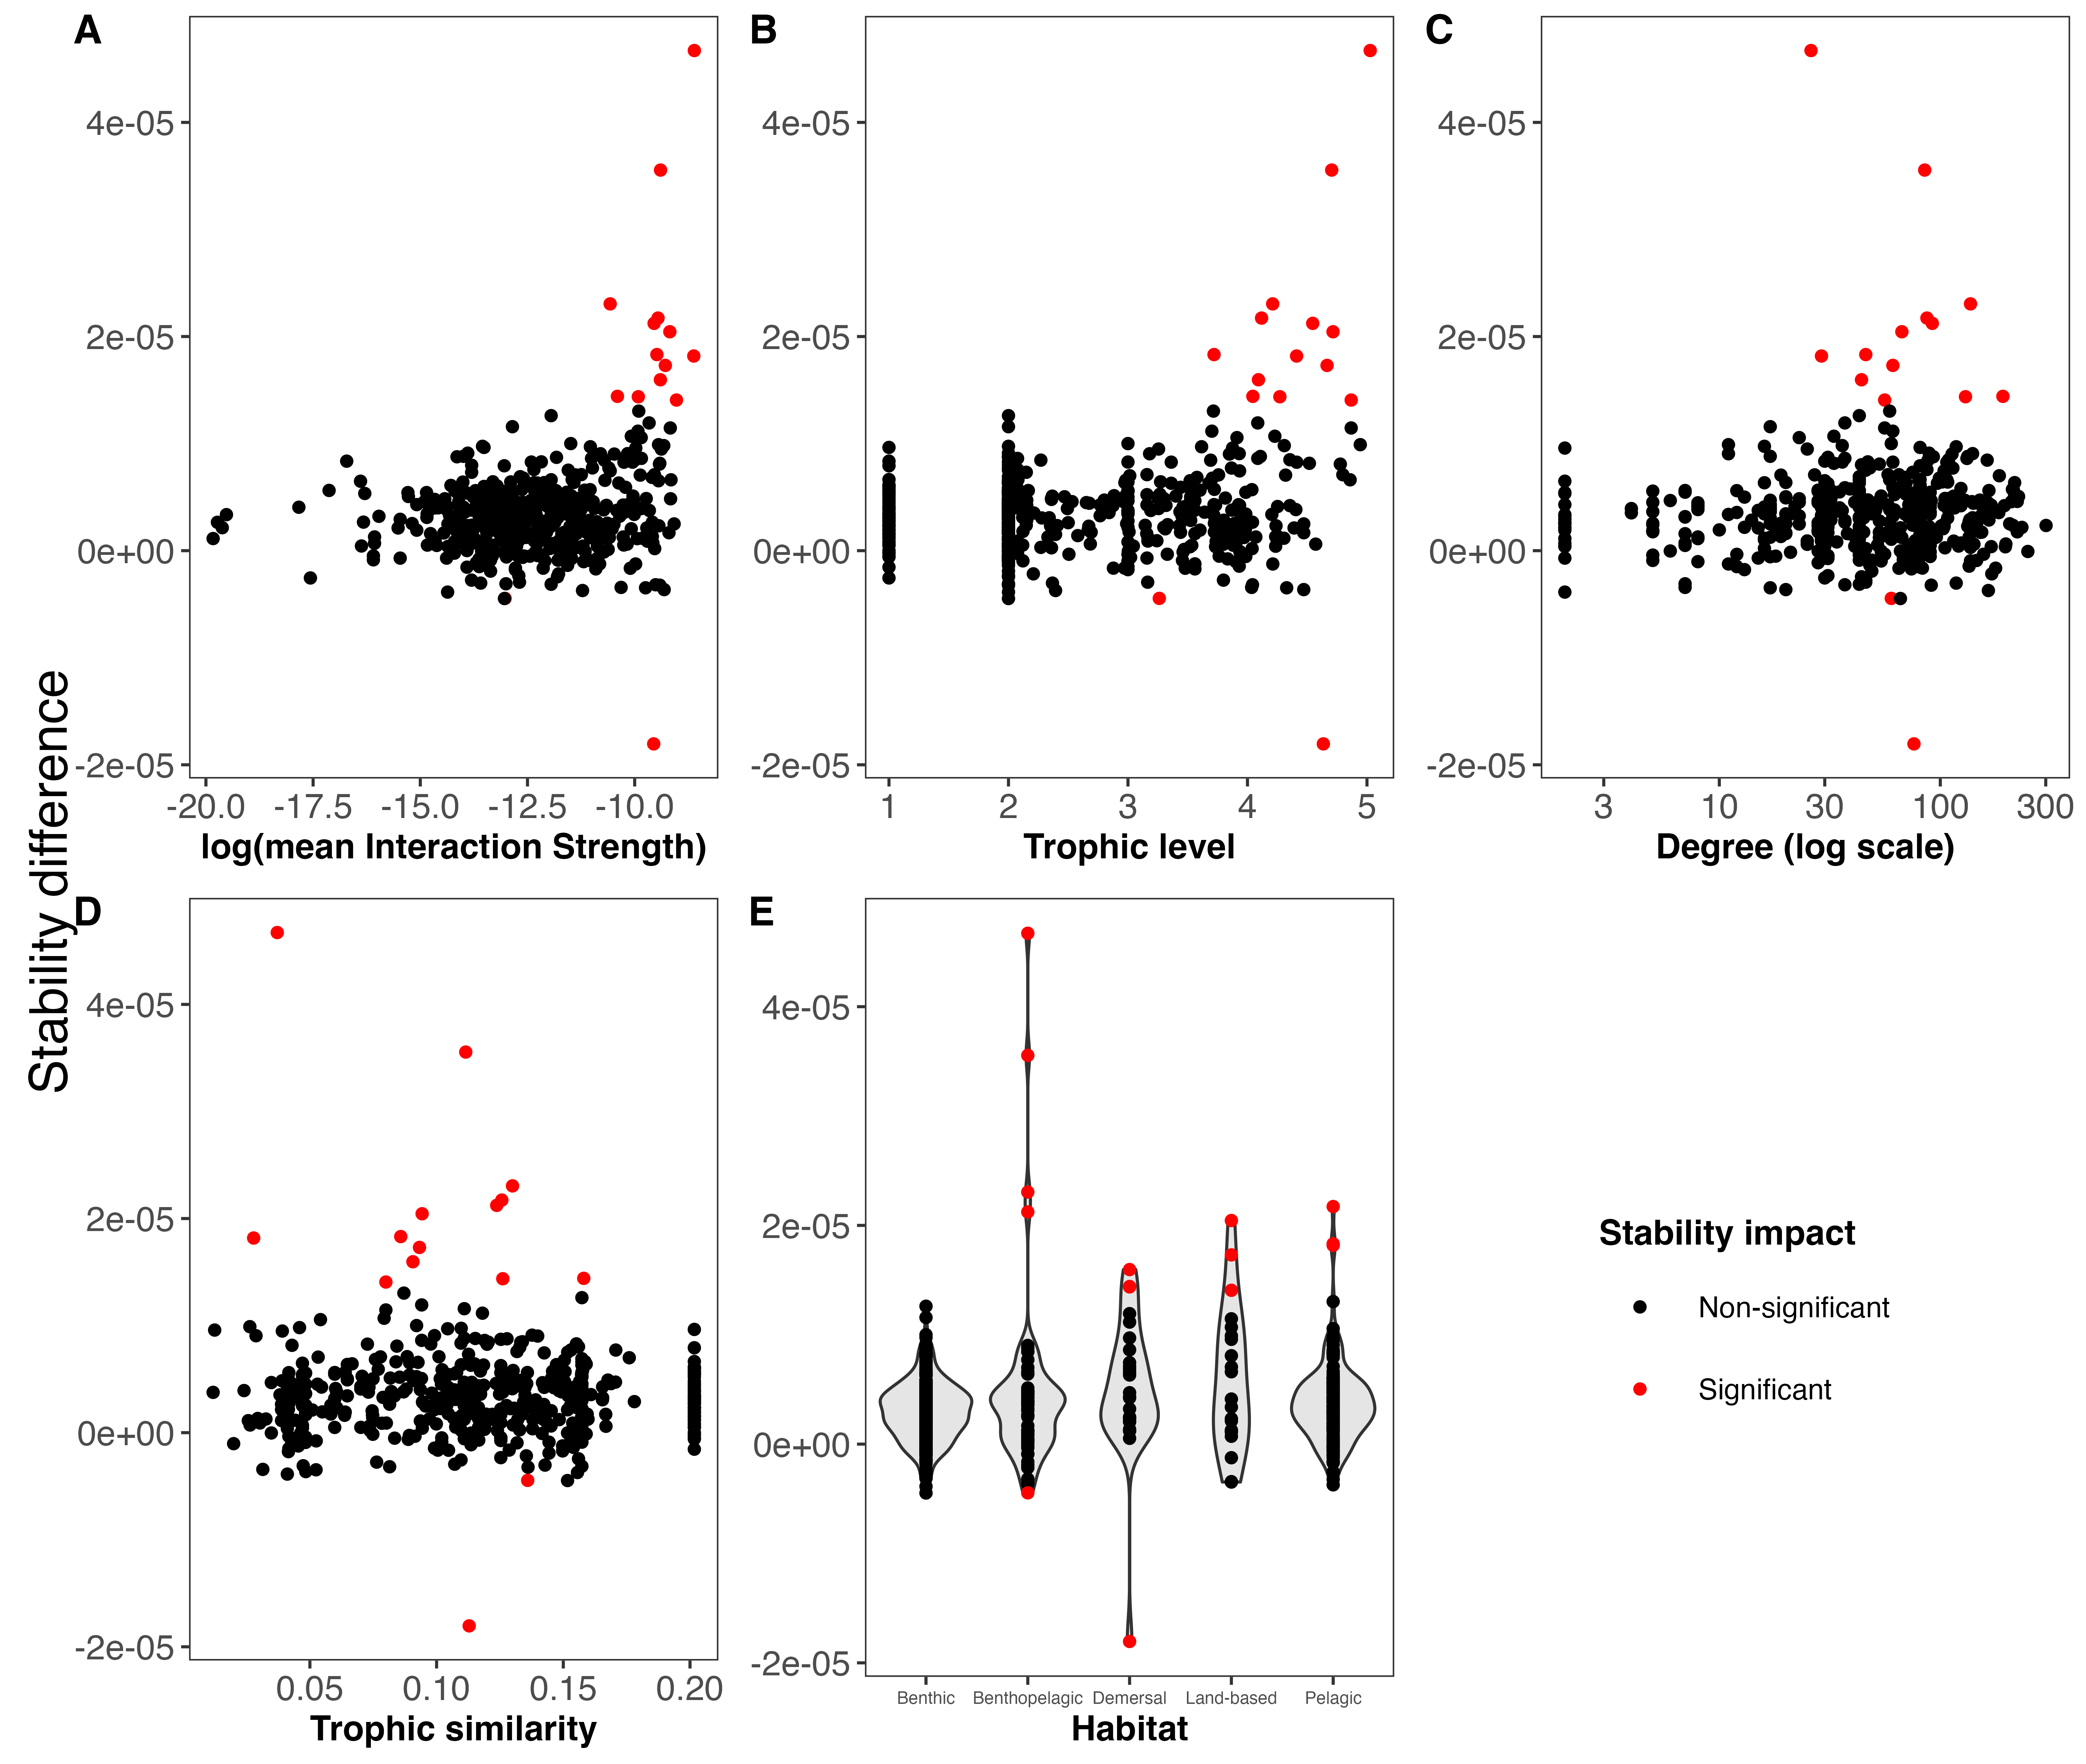 Stability difference
A
4e-05
2e-05
0e+00
-2e-05
-20.0 -17.5 -15.0 -12.5 -10.0
log(mean Interaction Strength)
B
4e-05
2e-05
0e+00
-2e-05
1 2 3 4 5
Trophic level
C
4e-05
2e-05
0e+00
-2e-05
3 10 30 100 300
Degree (log scale)
D
4e-05
2e-05
0e+00
-2e-05
0.05 0.10 0.15 0.20
Trophic similarity
E
4e-05
2e-05
0e+00
-2e-05
Benthic Benthopelagic Demersal Land-based Pelagic
Habitat
Stability impact
Non-significant
Significant